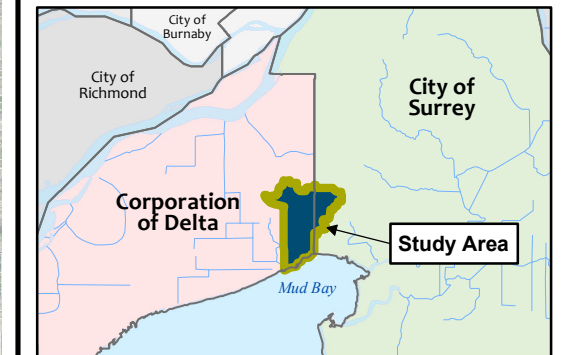 City of
Burnaby
City of
Richmond
City of
Surrey
Corporation
of Delta
Study Area
Mud Bay